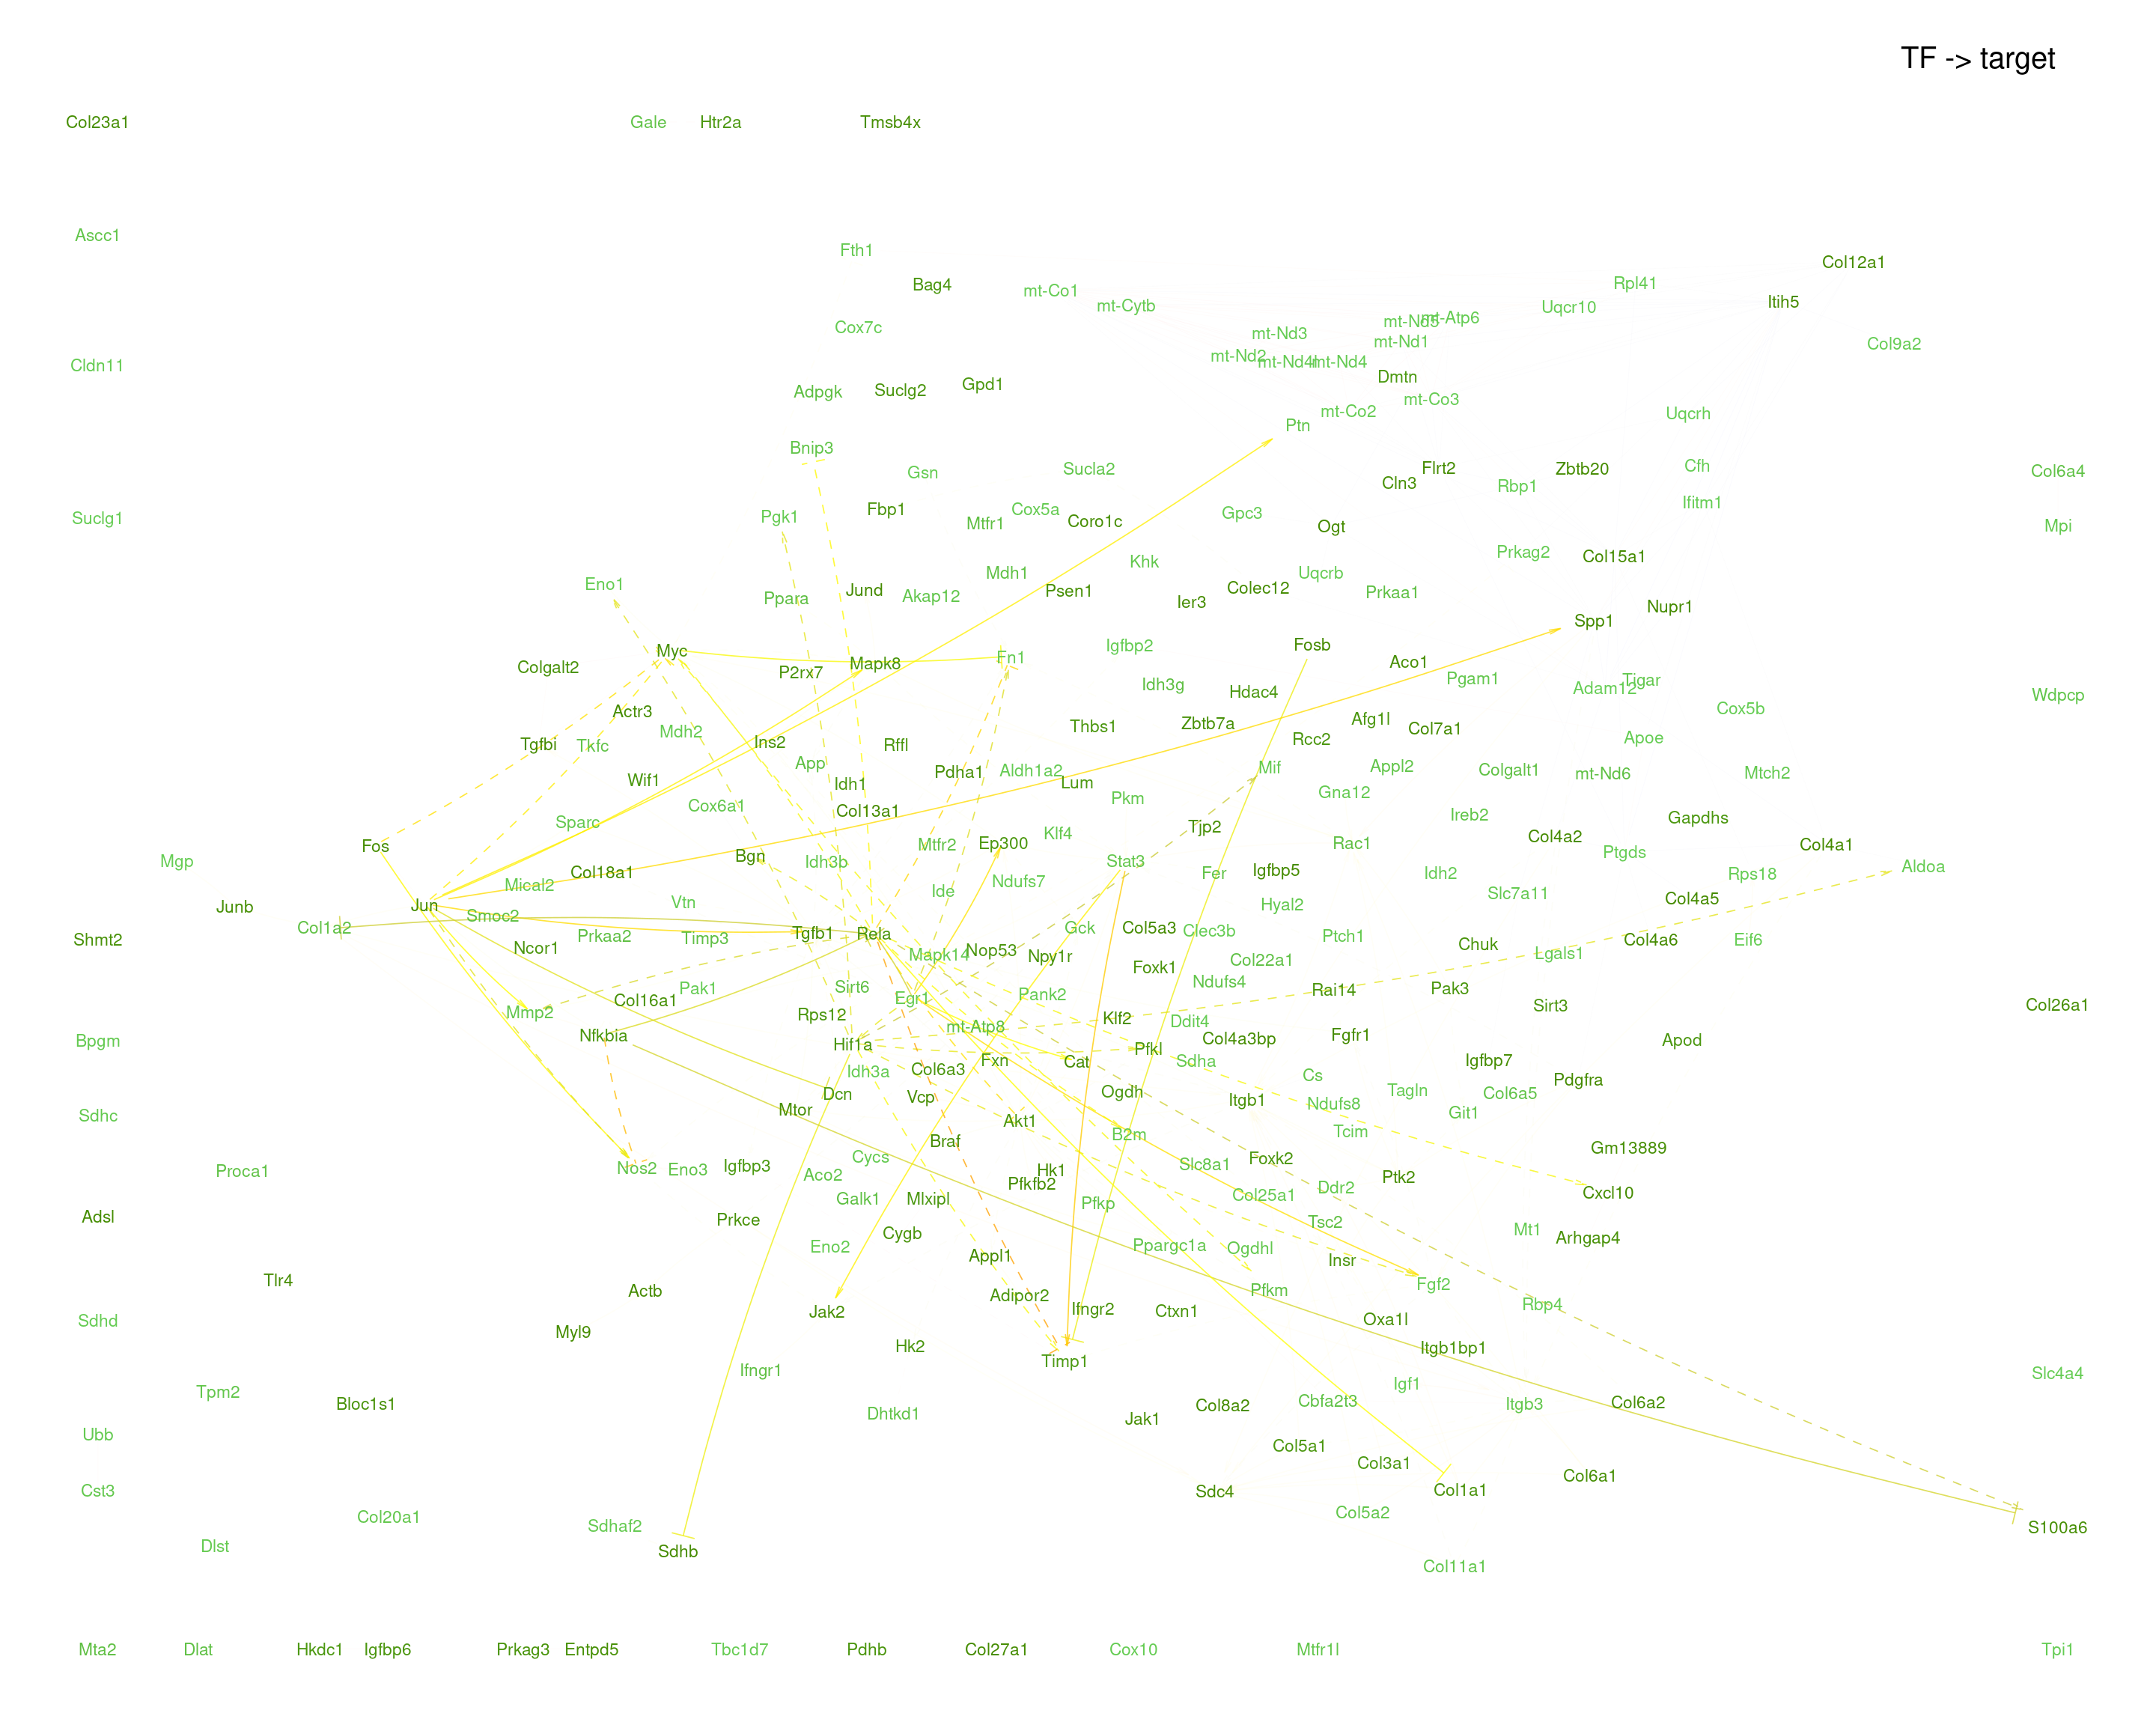 TF -> target
Col23a1
Gale
Htr2a
Tmsb4x
Ascc1
Fth1
Col12a1
Bag4
Rpl41
mt-Co1
Itih5
mt-Cytb
Uqcr10
mt-Atp6
mt-Nd5
Cox7c
mt-Nd3
mt-Nd1
Col9a2
mt-Nd2
mt-Nd4l
mt-Nd4
Cldn11
Dmtn
Gpd1
Suclg2
Adpgk
mt-Co3
mt-Co2
Uqcrh
Ptn
Bnip3
Cfh
Flrt2
Zbtb20
Sucla2
Col6a4
Gsn
Cln3
Rbp1
Ifitm1
Fbp1
Cox5a
Gpc3
Pgk1
Suclg1
Coro1c
Mtfr1
Ogt
Mpi
Prkag2
Col15a1
Khk
Mdh1
Uqcrb
Eno1
Colec12
Jund
Psen1
Prkaa1
Akap12
Ppara
Ier3
Nupr1
Spp1
Fosb
Igfbp2
Myc
Fn1
Aco1
Mapk8
Colgalt2
P2rx7
Pgam1
Tigar
Idh3g
Adam12
Hdac4
Wdpcp
Cox5b
Actr3
Afg1l
Zbtb7a
Thbs1
Col7a1
Mdh2
Apoe
Rcc2
Ins2
Tgfbi
Tkfc
Rffl
App
Appl2
Mif
Colgalt1
Aldh1a2
Pdha1
mt-Nd6
Mtch2
Wif1
Lum
Idh1
Gna12
Pkm
Cox6a1
Col13a1
Ireb2
Gapdhs
Sparc
Tjp2
Klf4
Col4a2
Rac1
Ep300
Mtfr2
Col4a1
Fos
Ptgds
Bgn
Mgp
Idh3b
Stat3
Aldoa
Igfbp5
Col18a1
Fer
Idh2
Rps18
Ndufs7
Mical2
Ide
Slc7a11
Col4a5
Vtn
Jun
Hyal2
Junb
Smoc2
Col1a2
Gck
Col5a3
Clec3b
Tgfb1
Rela
Prkaa2
Ptch1
Timp3
Shmt2
Col4a6
Eif6
Chuk
Ncor1
Nop53
Lgals1
Mapk14
Npy1r
Col22a1
Foxk1
Ndufs4
Sirt6
Pak1
Rai14
Pak3
Pank2
Egr1
Col16a1
Sirt3
Col26a1
Mmp2
Rps12
Klf2
Ddit4
mt-Atp8
Nfkbia
Fgfr1
Col4a3bp
Apod
Bpgm
Hif1a
Pfkl
Fxn
Cat
Sdha
Igfbp7
Col6a3
Idh3a
Cs
Pdgfra
Tagln
Ogdh
Col6a5
Dcn
Vcp
Itgb1
Ndufs8
Mtor
Git1
Sdhc
Akt1
Tcim
B2m
Braf
Gm13889
Cycs
Foxk2
Slc8a1
Igfbp3
Nos2
Eno3
Hk1
Proca1
Aco2
Ptk2
Pfkfb2
Ddr2
Cxcl10
Col25a1
Galk1
Mlxipl
Pfkp
Adsl
Prkce
Tsc2
Mt1
Cygb
Arhgap4
Eno2
Ppargc1a
Ogdhl
Appl1
Insr
Tlr4
Fgf2
Actb
Pfkm
Adipor2
Rbp4
Ifngr2
Jak2
Ctxn1
Oxa1l
Sdhd
Myl9
Hk2
Itgb1bp1
Timp1
Ifngr1
Slc4a4
Igf1
Tpm2
Cbfa2t3
Col6a2
Bloc1s1
Itgb3
Col8a2
Dhtkd1
Jak1
Ubb
Col5a1
Col3a1
Col6a1
Cst3
Sdc4
Col1a1
Col5a2
Col20a1
Sdhaf2
S100a6
Dlst
Sdhb
Col11a1
Mta2
Dlat
Hkdc1
Igfbp6
Prkag3
Entpd5
Tbc1d7
Pdhb
Col27a1
Cox10
Mtfr1l
Tpi1